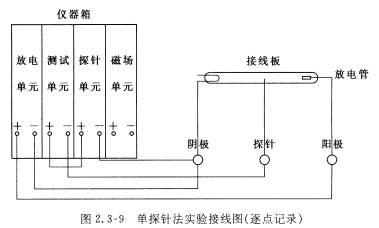 仪器箱
放电 测试 探针 磁场
单元 单元 单元 单元
+ − + − + − + −
接线板
放电管
阴极 探针 阳极
图 2.3-9 单探针法实验接线图(逐点记录)